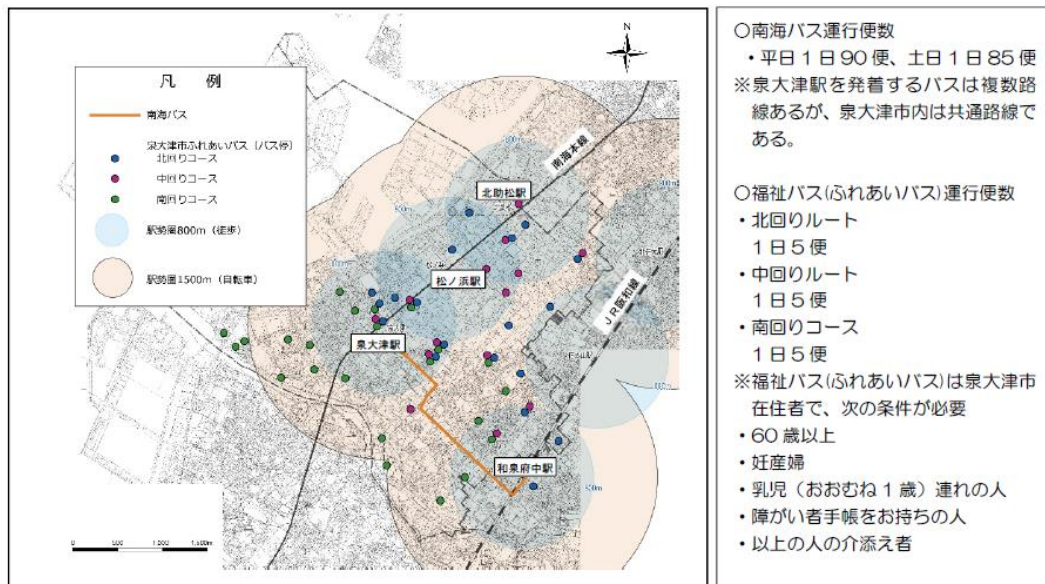 凡　例
南海バス
泉大津市ふれあいバス（バス停）
北回りコース
中回りコース
南回りコース
駅勢圏800m（徒歩）
駅勢圏1500m（自転車）
N
南海本線
北助松駅
松ノ浜駅
ＪＲ阪和線
泉大津駅
和泉府中駅
800m
0 500 1,000 1,500m
〇南海バス運行便数
・平日１日90便、土日１日85便
※泉大津駅を発着するバスは複数路
線あるが、泉大津市内は共通路線で
ある。
〇福祉バス(ふれあいバス)運行便数
・北回りルート
１日５便
・中回りルート
１日５便
・南回りコース
１日５便
※福祉バス(ふれあいバス)は泉大津市
在住者で、次の条件が必要
・60歳以上
・妊産婦
・乳児（おおむね１歳）連れの人
・障がい者手帳をお持ちの人
・以上の人の介添え者